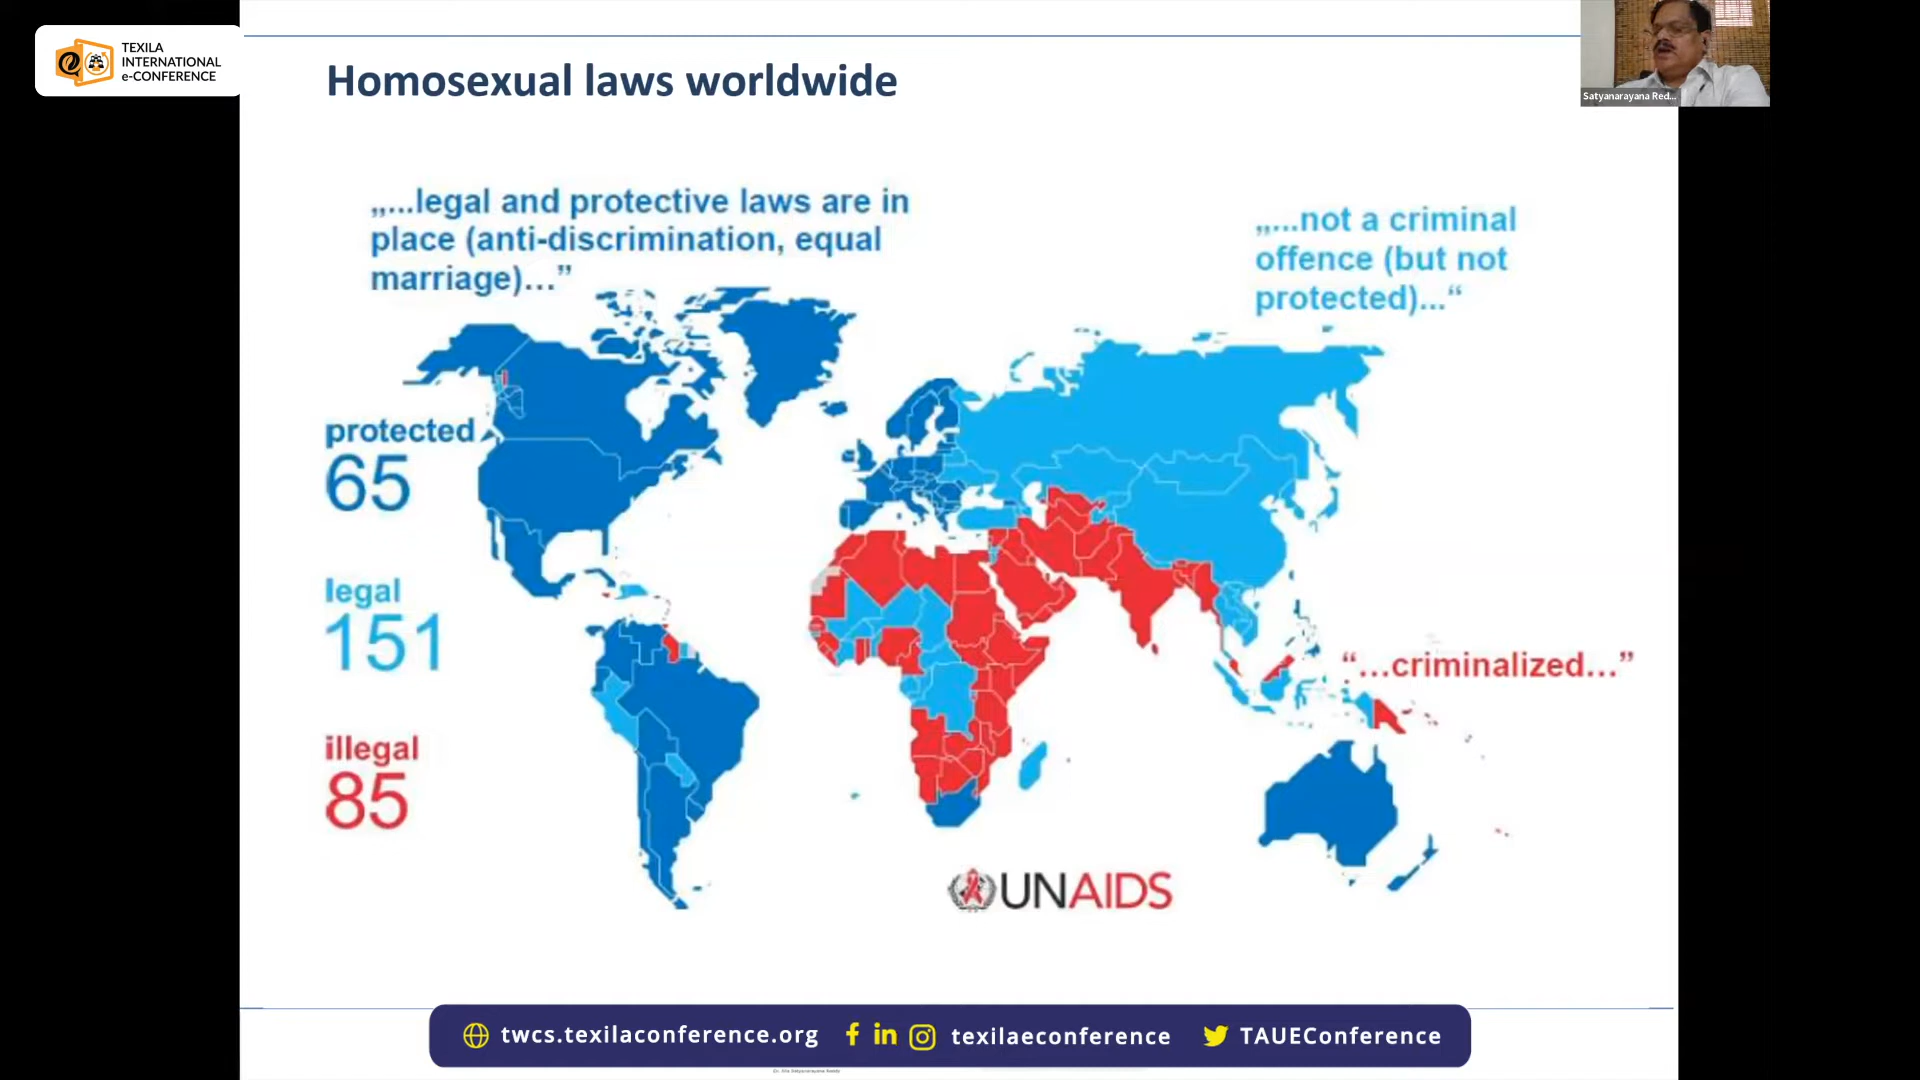 TEXILA
INTERNATIONAL
e-CONFERENCE
Homosexual laws worldwide
Satyanarayana Red...
„...legal and protective laws are in
place (anti-discrimination, equal
marriage)...”
„...not a criminal
offence (but not
protected)...“
protected
65
legal
151
illegal
85
“...criminalized...”
UNAIDS
twcs.texilaconference.org
texilaeconference
TAUEConference